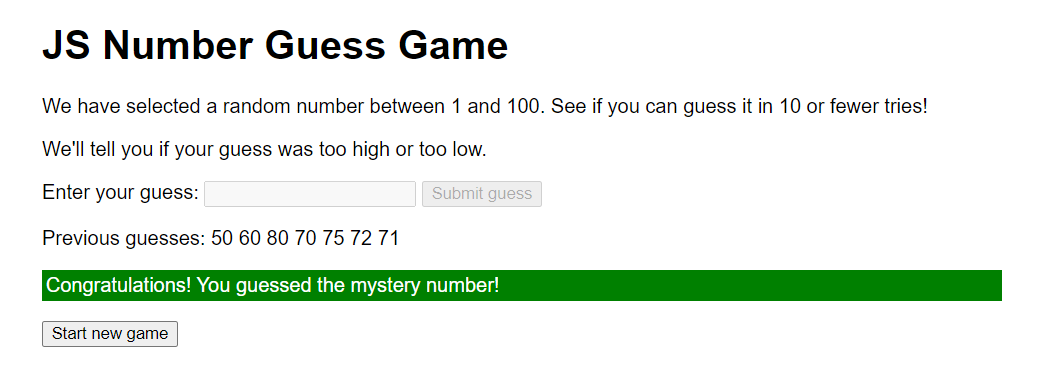 JS Number Guess Game
We have selected a random number between 1 and 100. See if you can guess it in 10 or fewer tries!
We'll tell you if your guess was too high or too low.
Enter your guess: Submit guess
Previous guesses: 50 60 80 70 75 72 71
Congratulations! You guessed the mystery number!
Start new game